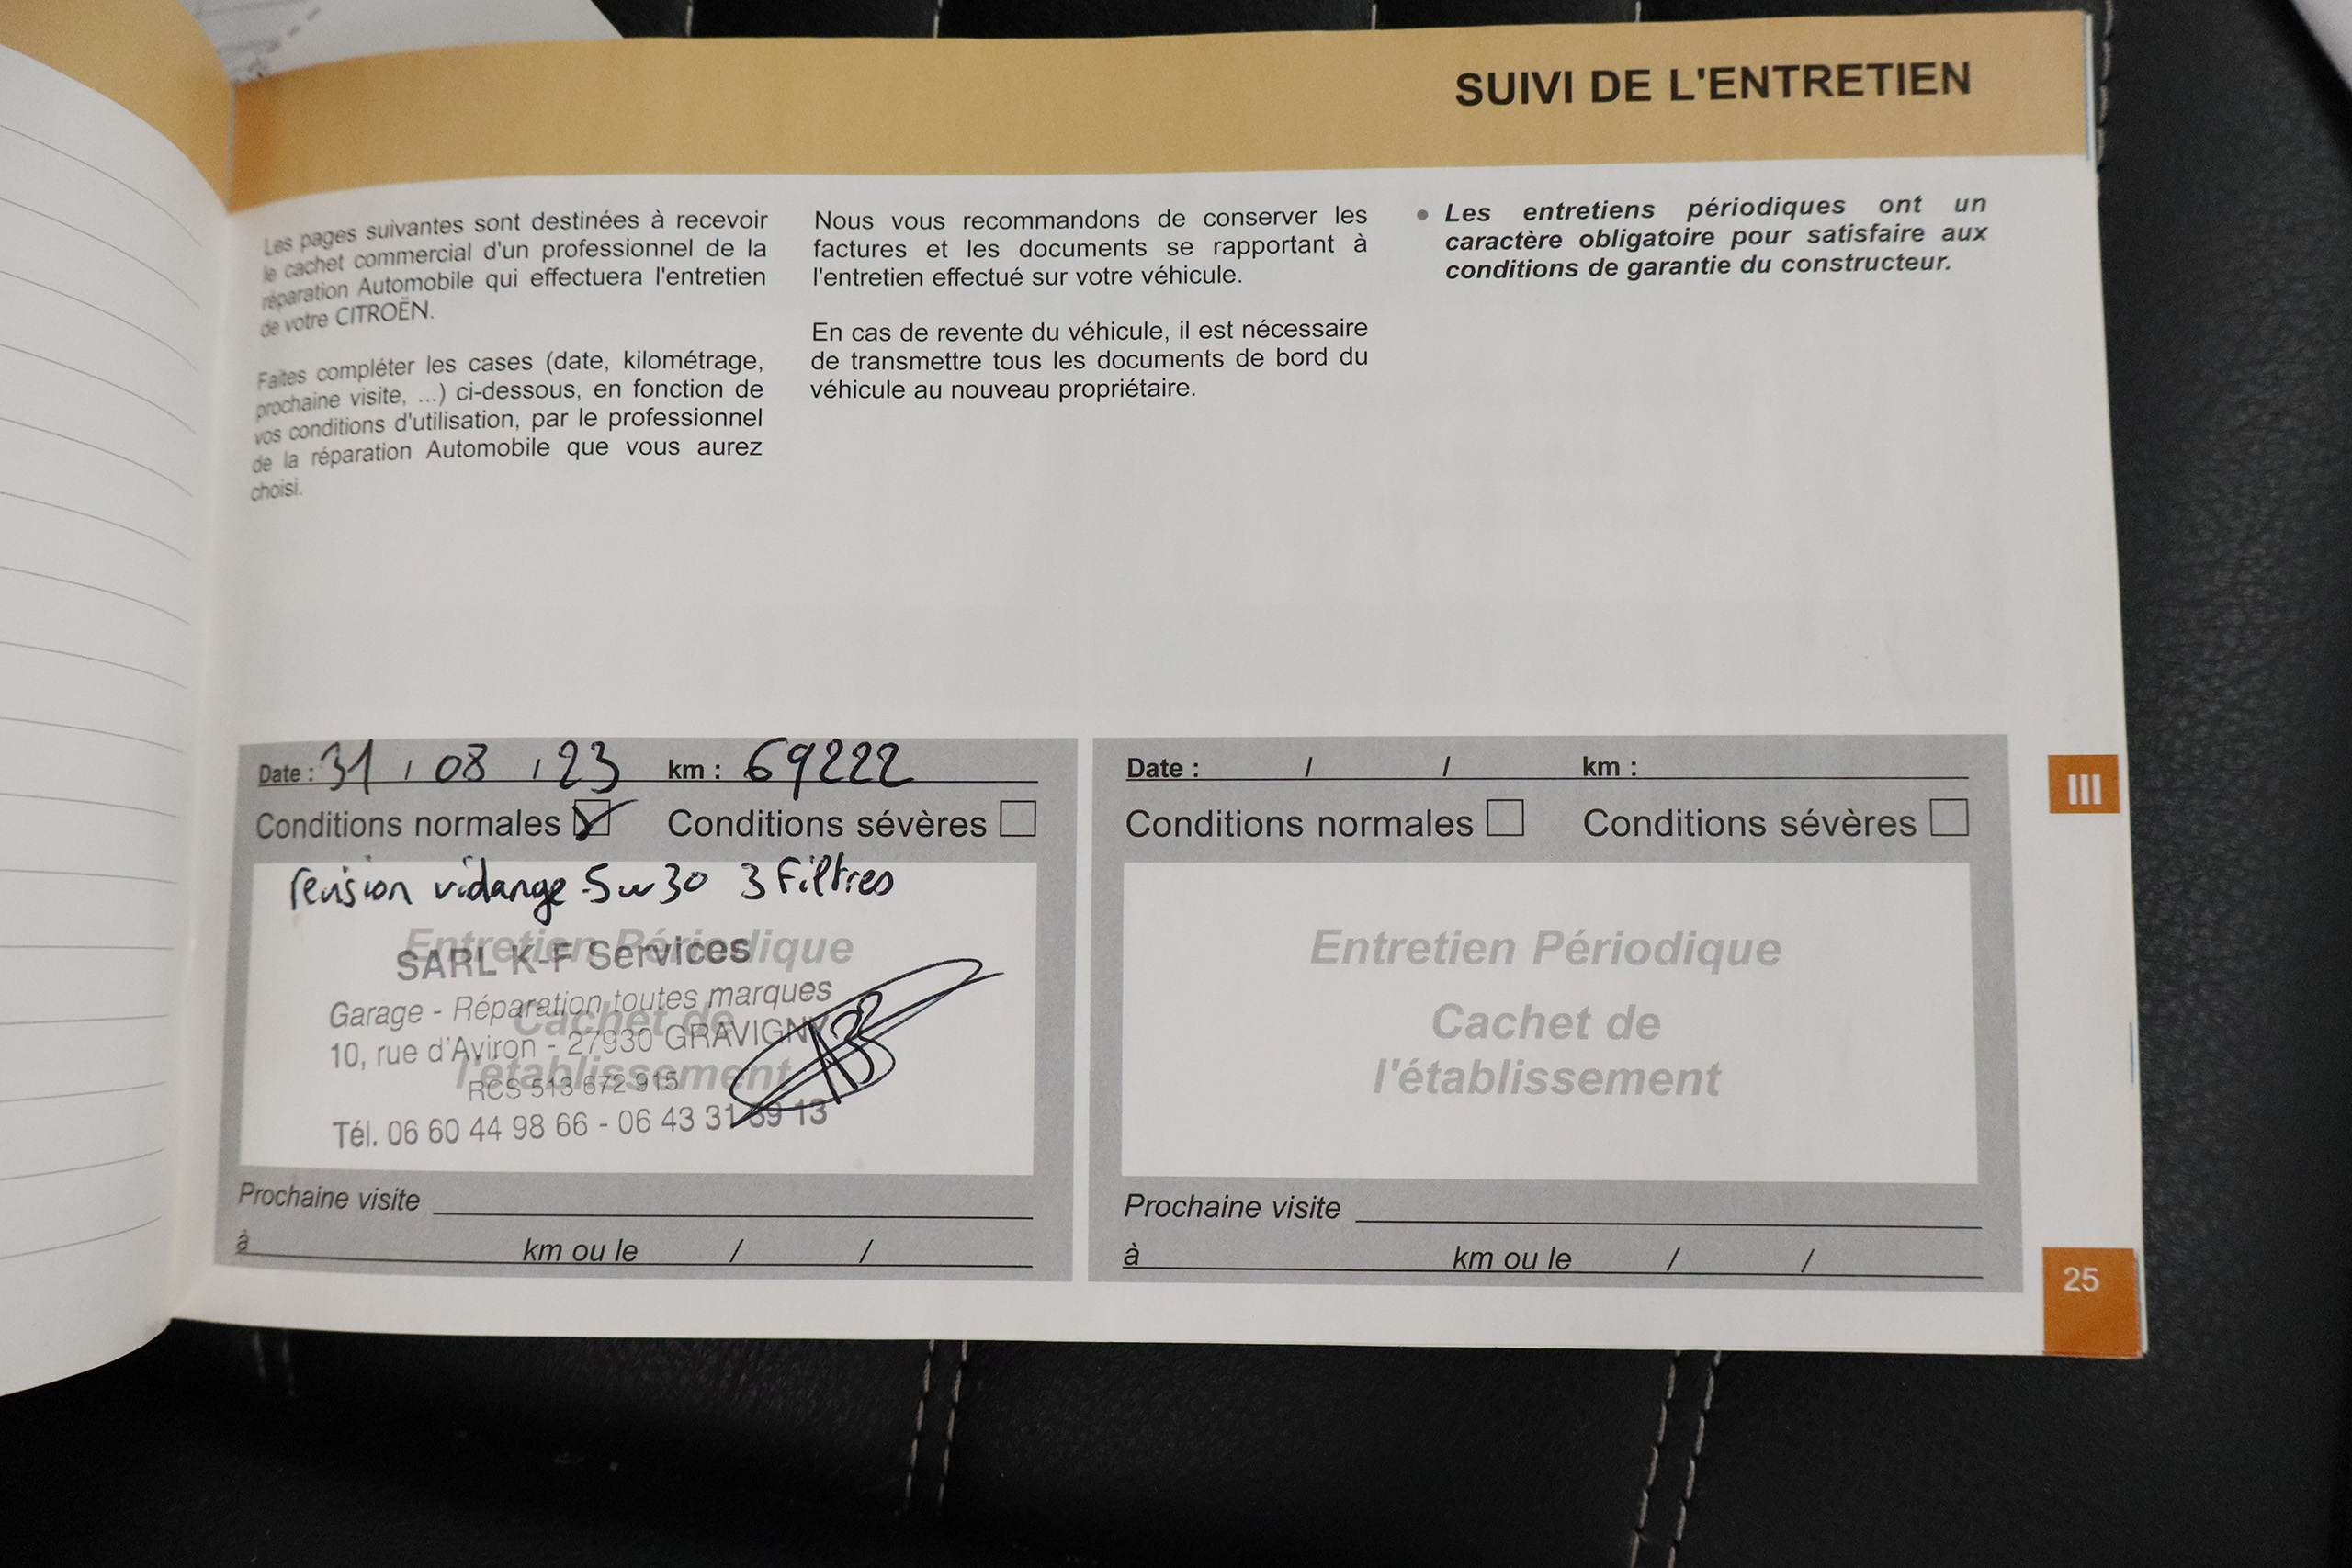 SUIVI DE L'ENTRETIEN
Les pages suivantes sont destinées à recevoir
le cachet commercial d'un professionnel de la
réparation Automobile qui effectuera l'entretien
de votre CITROËN.
Faites compléter les cases (date, kilométrage,
prochaine visite, ...) ci-dessous, en fonction de
vos conditions d'utilisation, par le professionnel
de la réparation Automobile que vous aurez
choisi.
Nous vous recommandons de conserver les
factures et les documents se rapportant à
l'entretien effectué sur votre véhicule.
En cas de revente du véhicule, il est nécessaire
de transmettre tous les documents de bord du
véhicule au nouveau propriétaire.
• Les entretiens périodiques ont un
caractère obligatoire pour satisfaire aux
conditions de garantie du constructeur.
Date : 31 / 08 / 23 km : 69222
Conditions normales Conditions sévères
revision vidange 5w30 3 Filtres
Entretien Périodique
SARL K-F Services
Garage - Réparation toutes marques
Cachet de
10, rue d'Aviron - 27930 GRAVIGNY
l'établissement
RCS 513 672 915
Tél. 06 60 44 98 66 - 06 43 31 39 13
Prochaine visite
à km ou le / /
Date : / / km :
Conditions normales Conditions sévères
Entretien Périodique
Cachet de
l'établissement
Prochaine visite
à km ou le / /
III
25